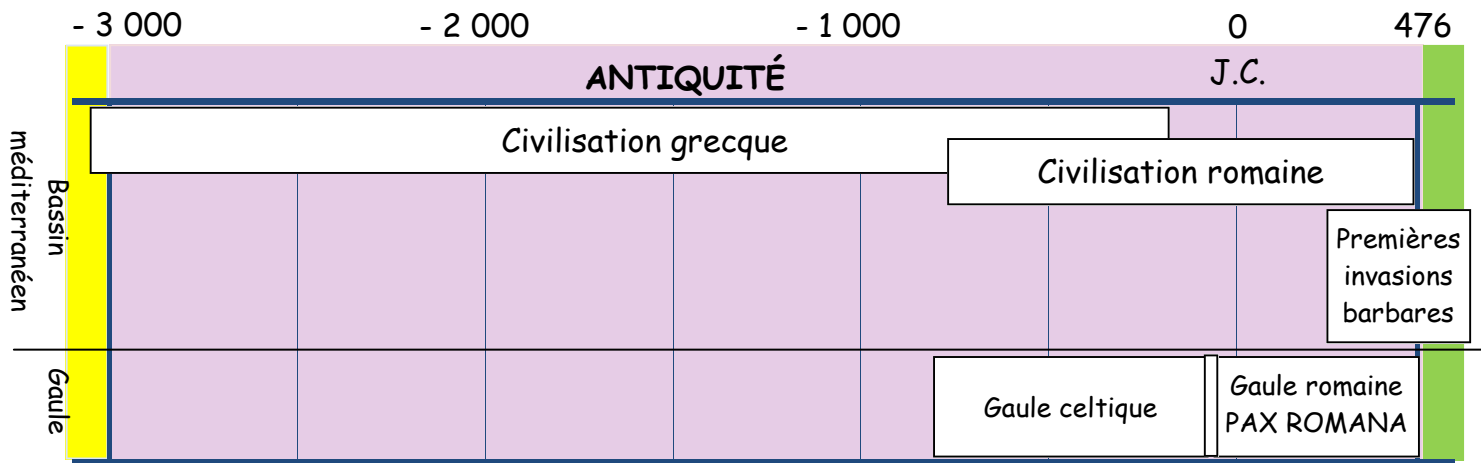 - 3 000 - 2 000 - 1 000 0 476
ANTIQUITÉ J.C.
Civilisation grecque
Civilisation romaine
Bassin
méditerranéen
Premières
invasions
barbares
Gaule
Gaule celtique
Gaule romaine
PAX ROMANA